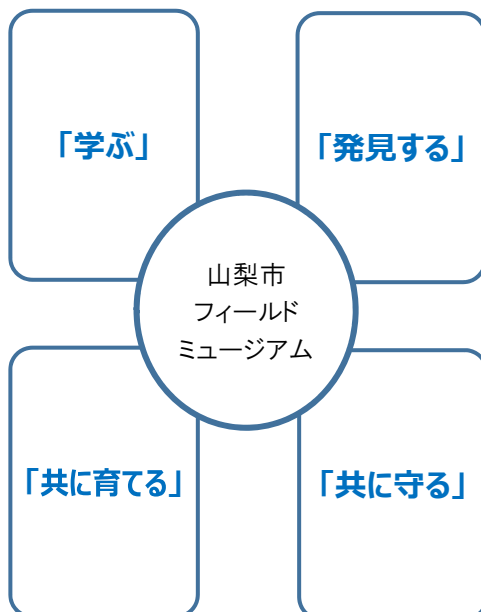 「学ぶ」
「発見する」
山梨市
フィールド
ミュージアム
「共に育てる」
「共に守る」